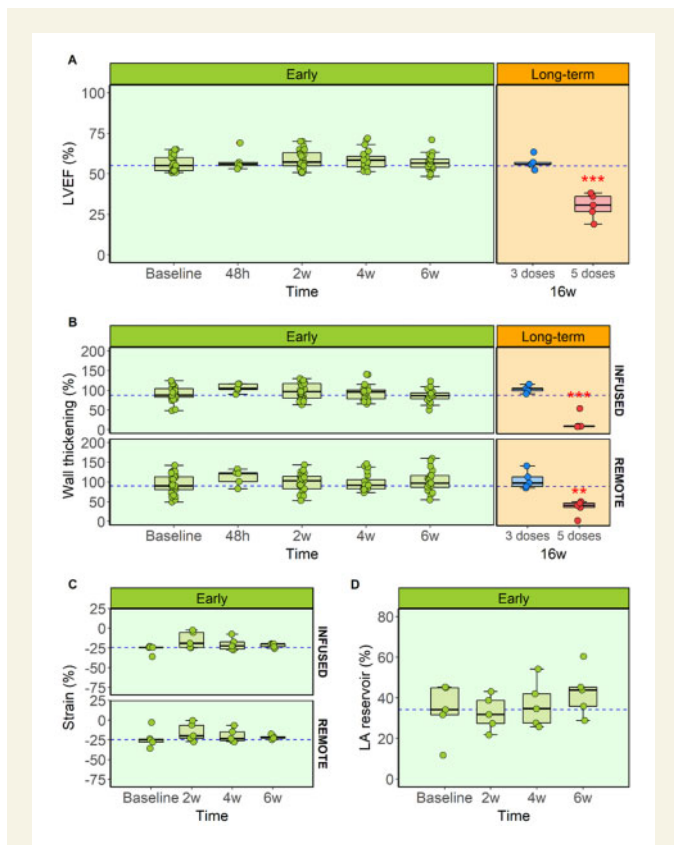 A
Early
Long-term
100
75
50
25
0
LVEF (%)
***
Baseline 48h 2w 4w 6w
3 doses 5 doses
Time
16w
B
Early
Long-term
200
150
100
50
0
INFUSED
***
Wall thickening (%)
200
150
100
50
0
REMOTE
**
Baseline 48h 2w 4w 6w
3 doses 5 doses
Time
16w
C
Early
25
0
-25
-50
-75
INFUSED
Strain (%)
25
0
-25
-50
-75
REMOTE
Baseline 2w 4w 6w
Time
D
Early
80
60
40
20
0
LA reservoir (%)
Baseline 2w 4w 6w
Time